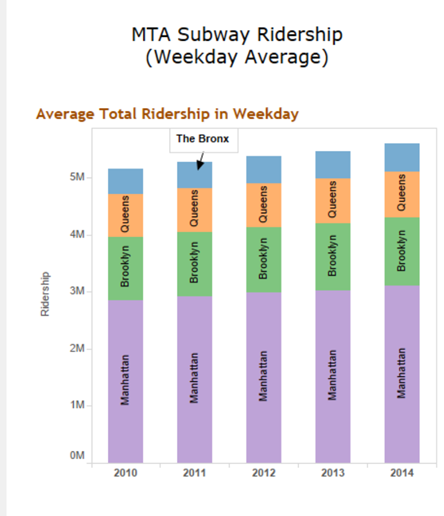 MTA Subway Ridership
(Weekday Average)
Average Total Ridership in Weekday
The Bronx
5M
4M
3M
2M
1M
0M
Ridership
Queens
Queens
Queens
Queens
Queens
Brooklyn
Brooklyn
Brooklyn
Brooklyn
Brooklyn
Manhattan
Manhattan
Manhattan
Manhattan
Manhattan
2010
2011
2012
2013
2014